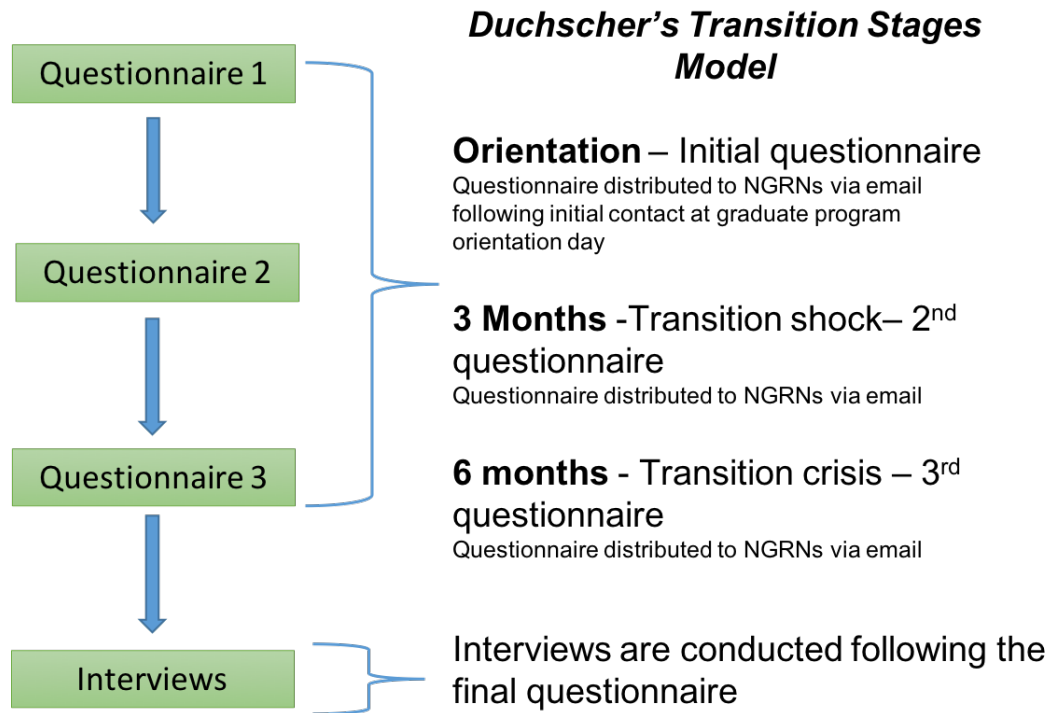 Duchscher’s Transition Stages
Model
Questionnaire 1
Orientation – Initial questionnaire
Questionnaire distributed to NGRNs via email
following initial contact at graduate program
orientation day
Questionnaire 2
3 Months -Transition shock– 2nd
questionnaire
Questionnaire distributed to NGRNs via email
Questionnaire 3
6 months - Transition crisis – 3rd
questionnaire
Questionnaire distributed to NGRNs via email
Interviews
Interviews are conducted following the
final questionnaire